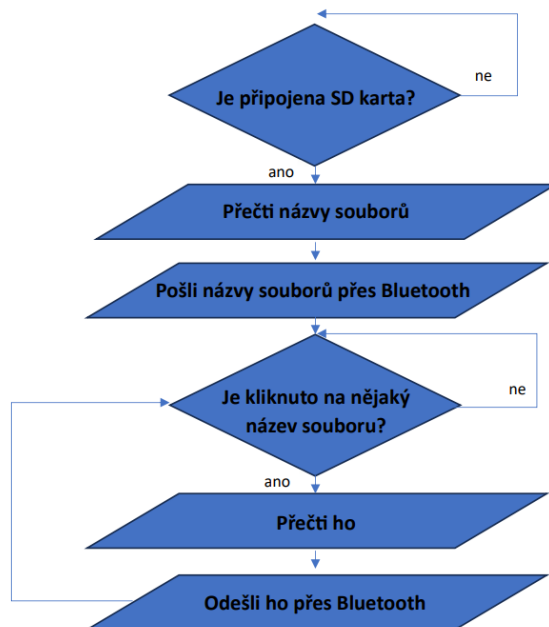 ne
Je připojena SD karta?
ano
Přečti názvy souborů
Pošli názvy souborů přes Bluetooth
ne
Je kliknuto na nějaký
název souboru?
ano
Přečti ho
Odešli ho přes Bluetooth